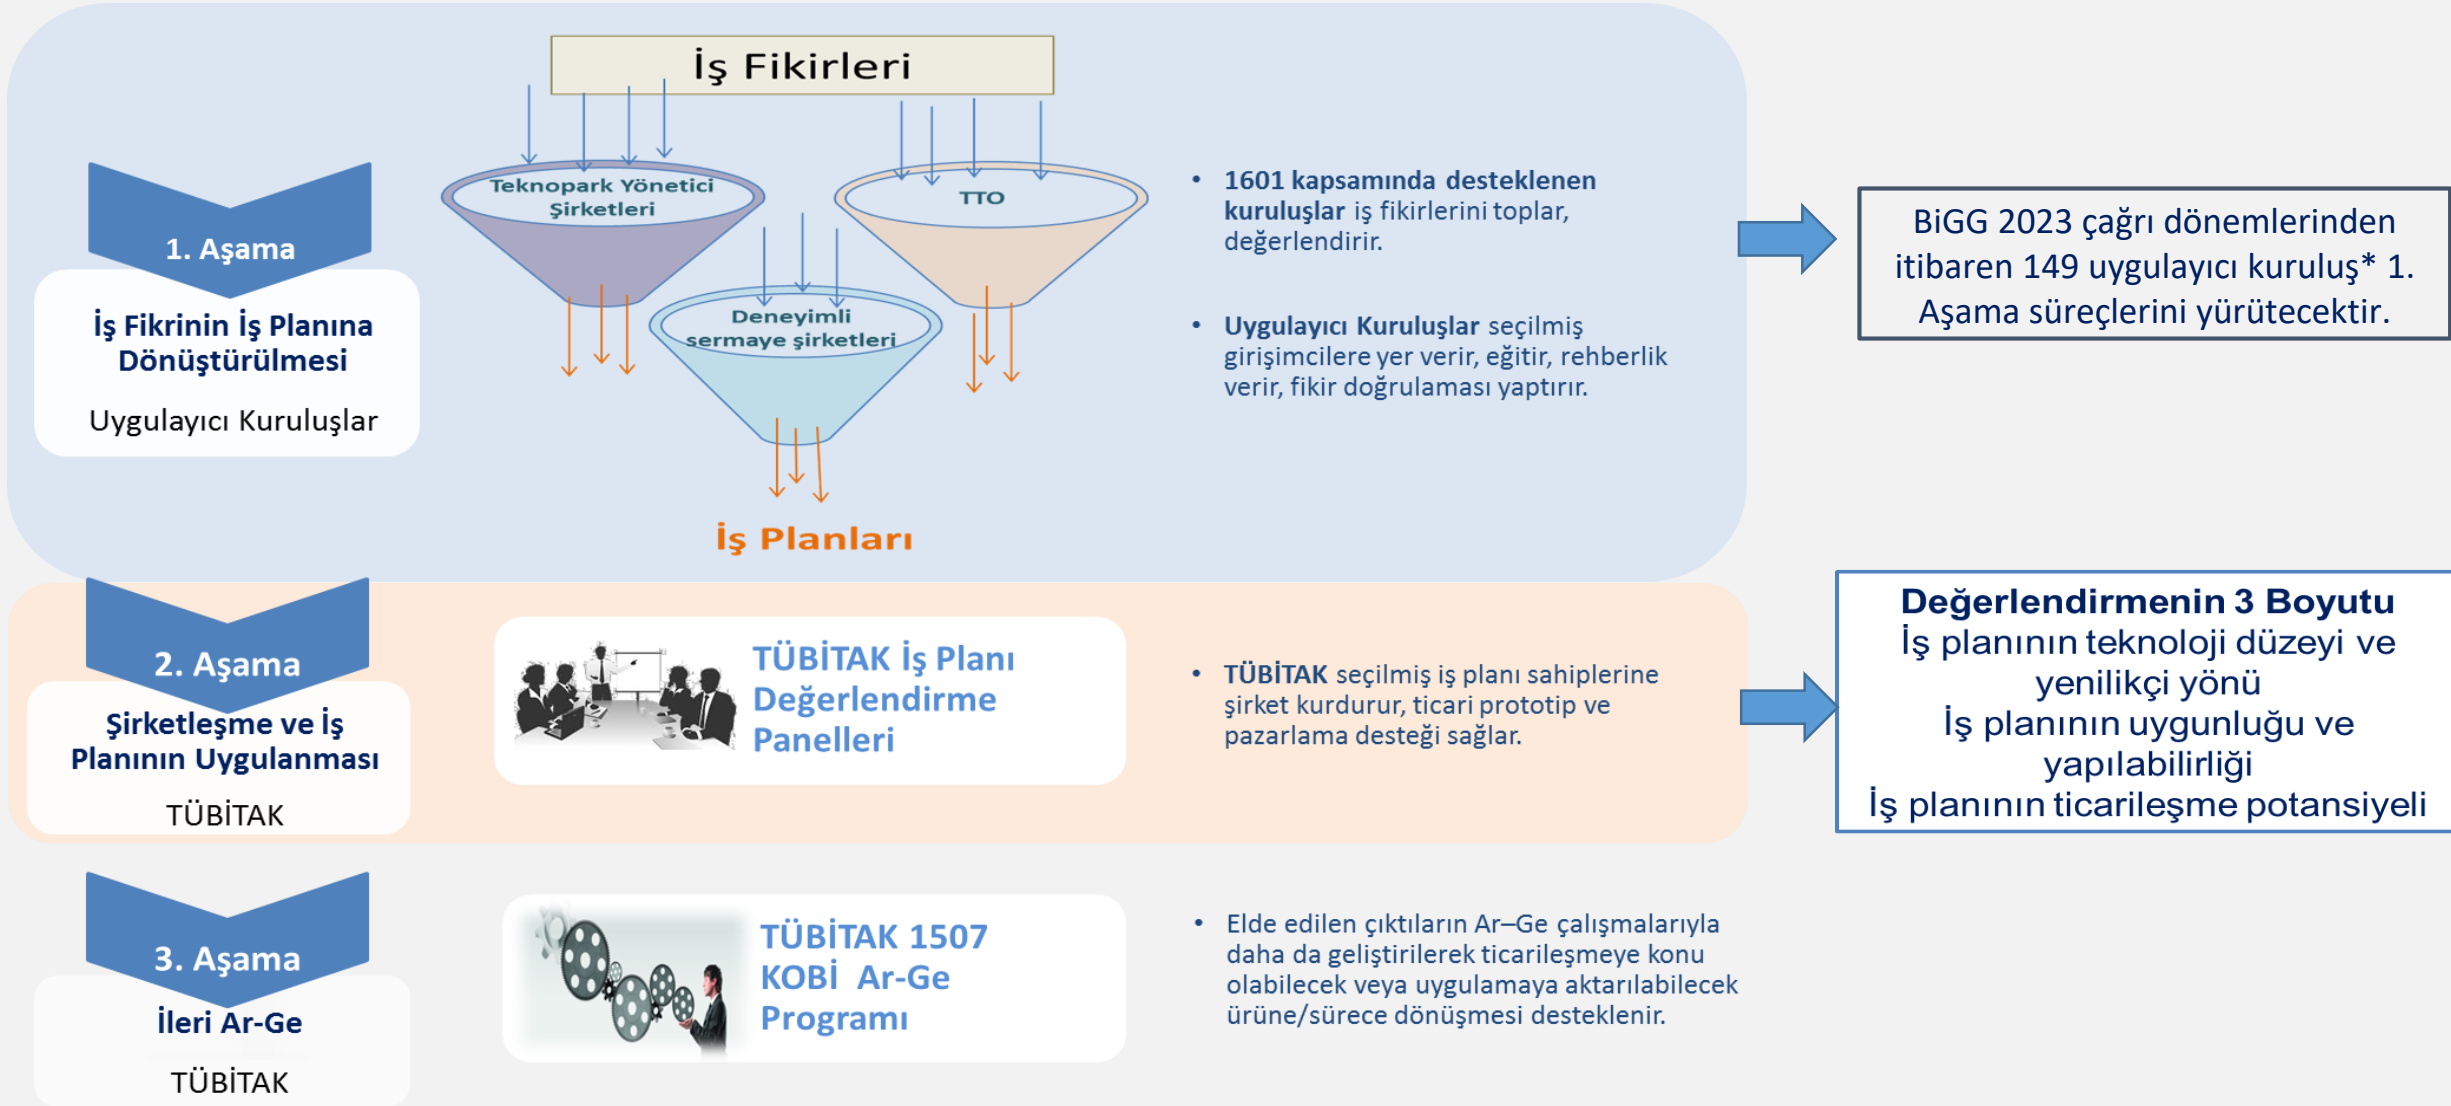 İş Fikirleri
Teknopark Yönetici
Şirketleri
TTO
Deneyimli
sermaye şirketleri
İş Planları
1. Aşama
İş Fikrinin İş Planına
Dönüştürülmesi
Uygulayıcı Kuruluşlar
• 1601 kapsamında desteklenen
kuruluşlar iş fikirlerini toplar,
değerlendirir.
• Uygulayıcı Kuruluşlar seçilmiş
girişimcilere yer verir, eğitir, rehberlik
verir, fikir doğrulaması yaptırır.
BiGG 2023 çağrı dönemlerinden
itibaren 149 uygulayıcı kuruluş* 1.
Aşama süreçlerini yürütecektir.
2. Aşama
Şirketleşme ve İş
Planının Uygulanması
TÜBİTAK
TÜBİTAK İş Planı
Değerlendirme
Panelleri
• TÜBİTAK seçilmiş iş planı sahiplerine
şirket kurdurur, ticari prototip ve
pazarlama desteği sağlar.
Değerlendirmenin 3 Boyutu
İş planının teknoloji düzeyi ve
yenilikçi yönü
İş planının uygunluğu ve
yapılabilirliği
İş planının ticarileşme potansiyeli
3. Aşama
İleri Ar-Ge
TÜBİTAK
TÜBİTAK 1507
KOBİ Ar-Ge
Programı
• Elde edilen çıktıların Ar–Ge çalışmalarıyla
daha da geliştirilerek ticarileşmeye konu
olabilecek veya uygulamaya aktarılabilecek
ürüne/sürece dönüşmesi desteklenir.